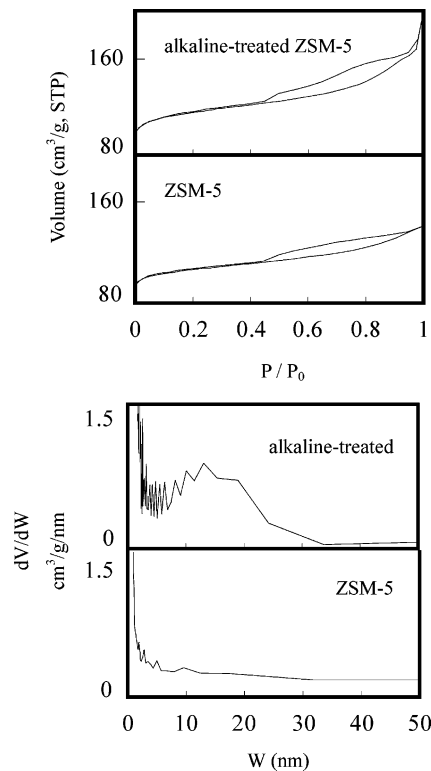 alkaline-treated ZSM-5
160
80
Volume (cm³/g, STP)
ZSM-5
160
80
0 0.2 0.4 0.6 0.8 1
P / P₀
1.5
alkaline-treated
0
dV/dW
cm³/g/nm
1.5
ZSM-5
0
0 10 20 30 40 50
W (nm)